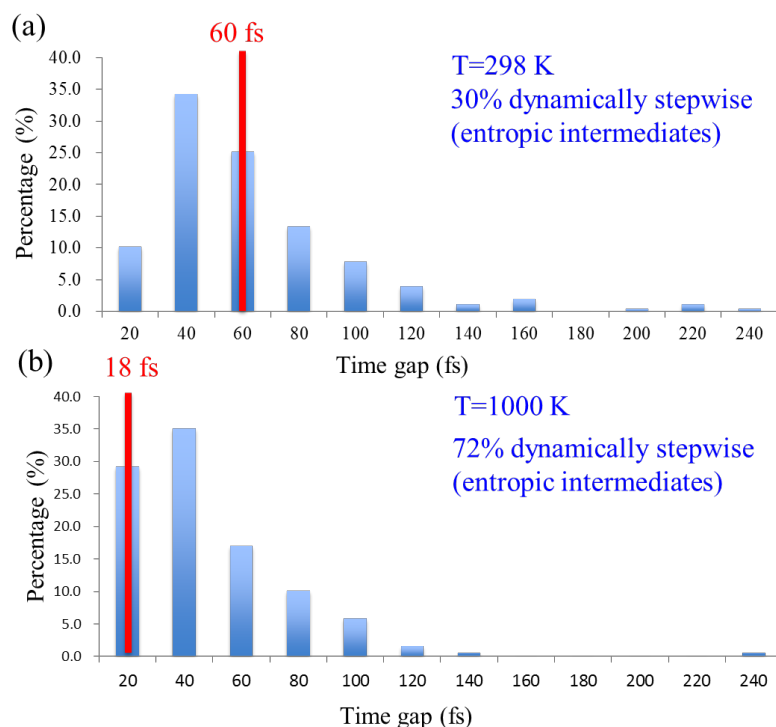 (a)
60 fs
T=298 K
30% dynamically stepwise
(entropic intermediates)
Percentage (%)
40.0
35.0
30.0
25.0
20.0
15.0
10.0
5.0
0.0
20 40 60 80 100 120 140 160 180 200 220 240
Time gap (fs)
(b)
18 fs
T=1000 K
72% dynamically stepwise
(entropic intermediates)
Percentage (%)
40.0
35.0
30.0
25.0
20.0
15.0
10.0
5.0
0.0
20 40 60 80 100 120 140 160 180 200 220 240
Time gap (fs)